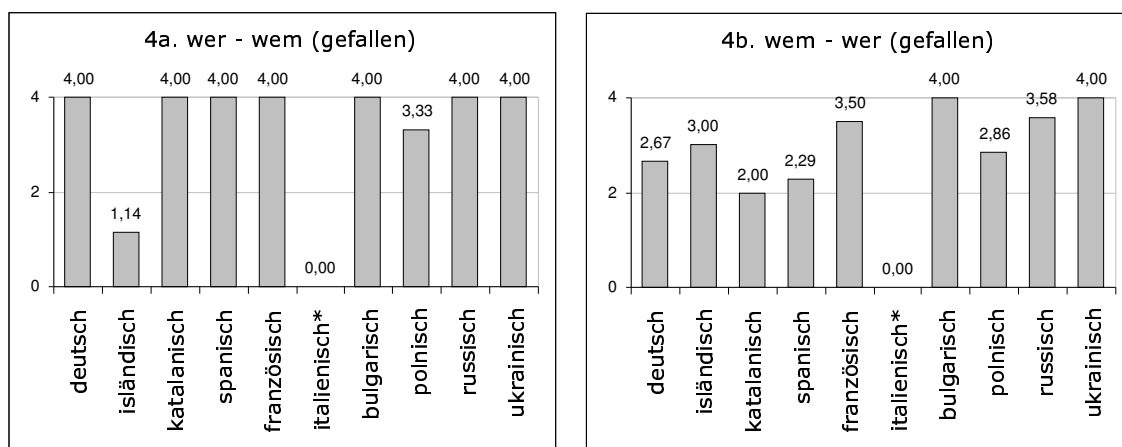 4a. wer - wem (gefallen)
4,00
1,14
4,00
4,00
4,00
0,00
4,00
3,33
4,00
4,00
4
2
0
deutsch
isländisch
katalanisch
spanisch
französisch
italienisch*
bulgarisch
polnisch
russisch
ukrainisch
4b. wem - wer (gefallen)
2,67
3,00
2,00
2,29
3,50
0,00
4,00
2,86
3,58
4,00
4
2
0
deutsch
isländisch
katalanisch
spanisch
französisch
italienisch*
bulgarisch
polnisch
russisch
ukrainisch